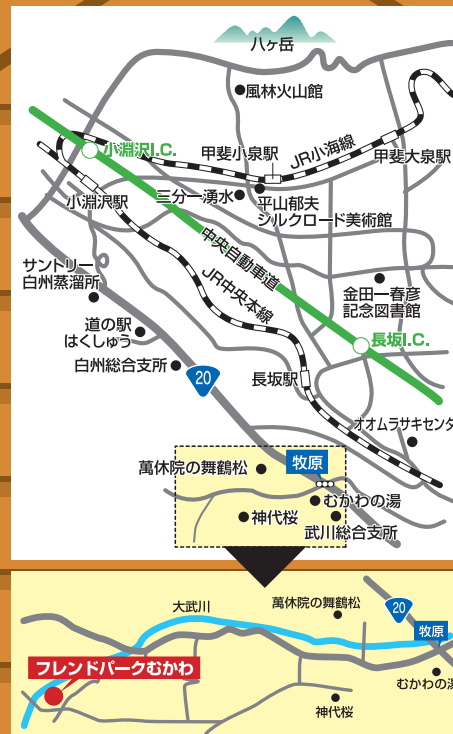 八ヶ岳
風林火山館
小淵沢I.C.
甲斐小泉駅
JR小海線
甲斐大泉駅
小淵沢駅
三分一湧水
平山郁夫
シルクロード美術館
中央自動車道
サントリー
白州蒸溜所
JR中央本線
金田一春彦
記念図書館
道の駅
はくしゅう
長坂I.C.
白州総合支所
20
長坂駅
オオムラサキセンタ
萬休院の舞鶴松
牧原
むかわの湯
神代桜
武川総合支所
大武川
萬休院の舞鶴松
20
牧原
フレンドパークむかわ
むかわの湯
神代桜